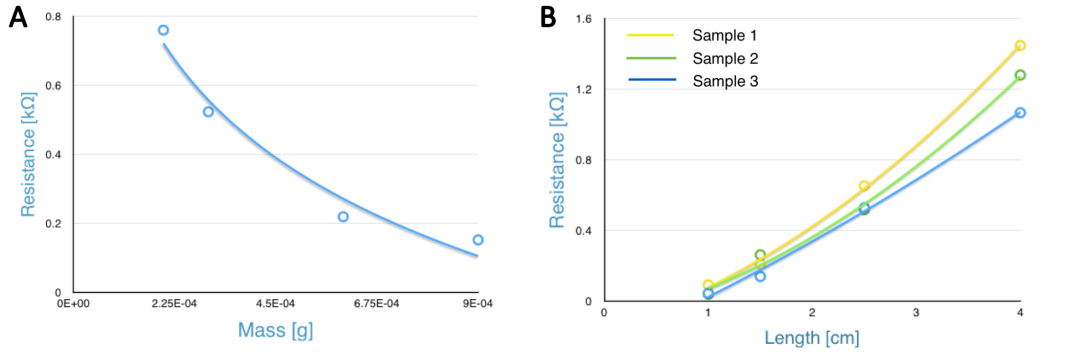 A
Resistance [kΩ]
0.8
0.6
0.4
0.2
0
0E+00
2.25E-04
4.5E-04
6.75E-04
9E-04
Mass [g]
B
Resistance [kΩ]
1.6
1.2
0.8
0.4
0
Sample 1
Sample 2
Sample 3
0
1
2
3
4
Length [cm]